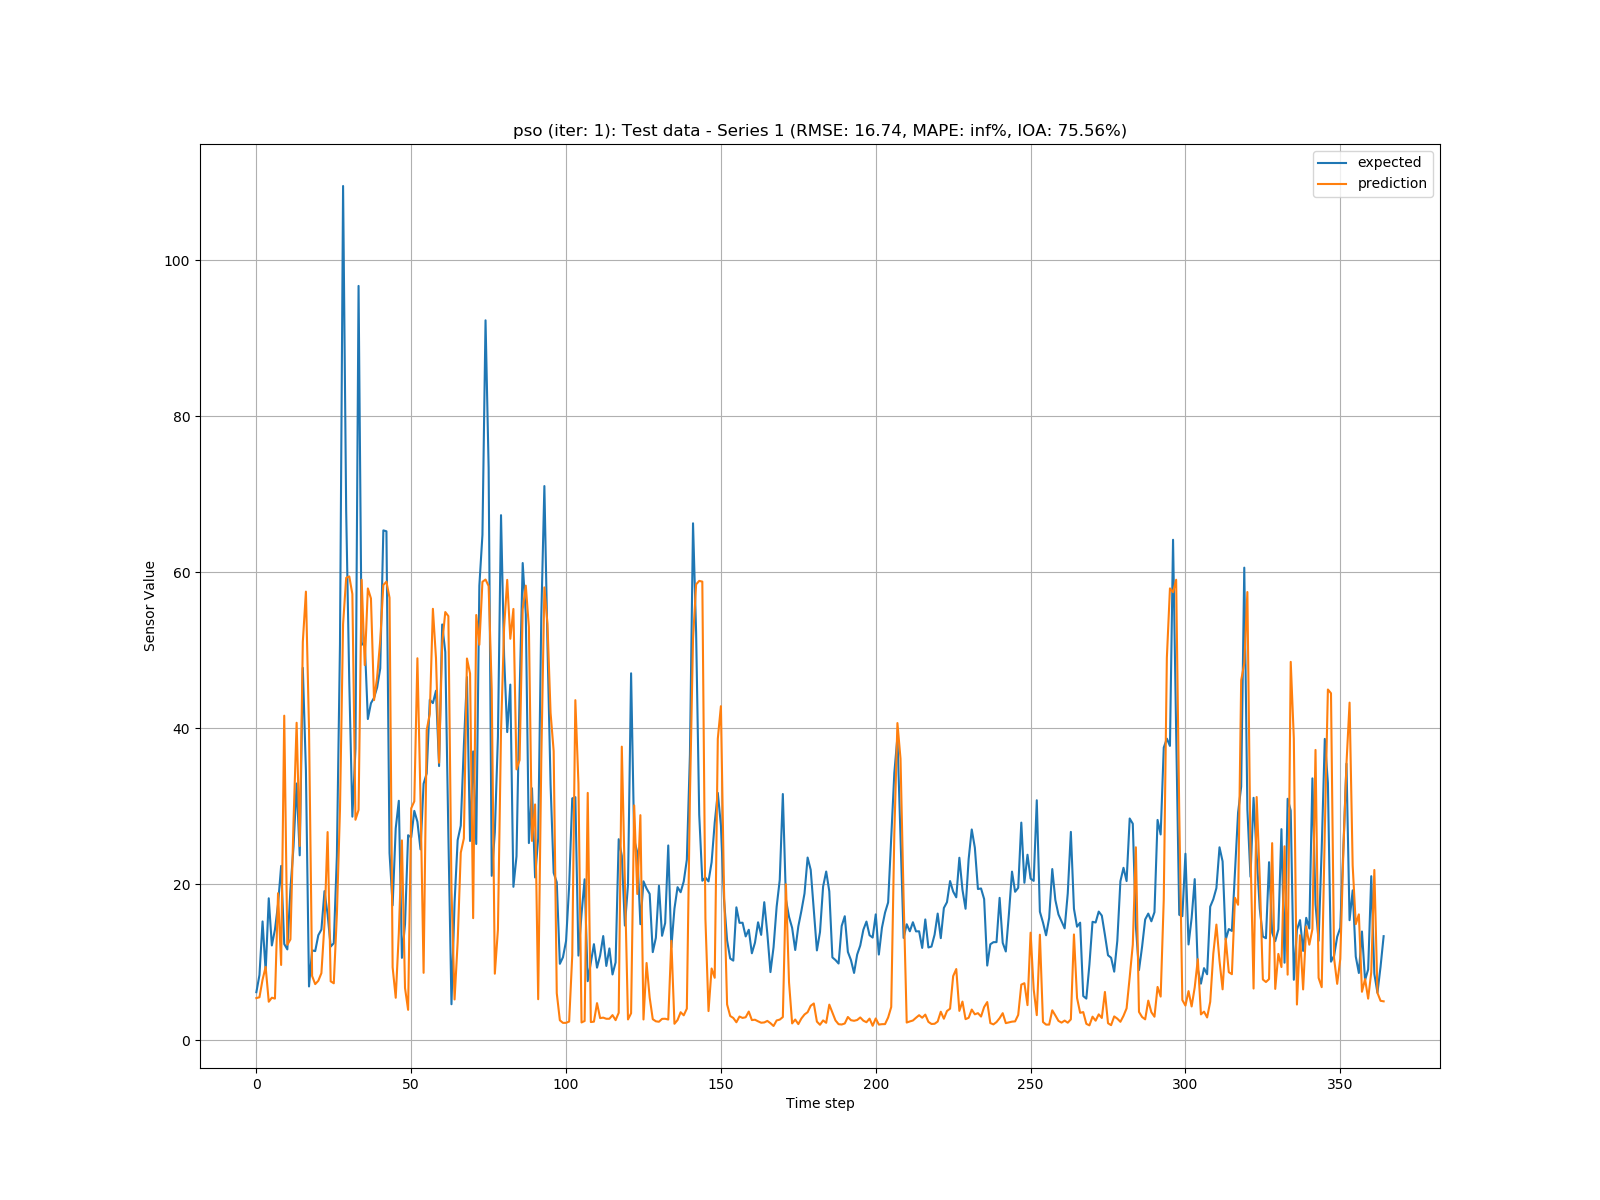 pso (iter: 1): Test data - Series 1 (RMSE: 16.74, MAPE: inf%, IOA: 75.56%)
expected
prediction
100
80
60
40
20
0
Sensor Value
0 50 100 150 200 250 300 350
Time step